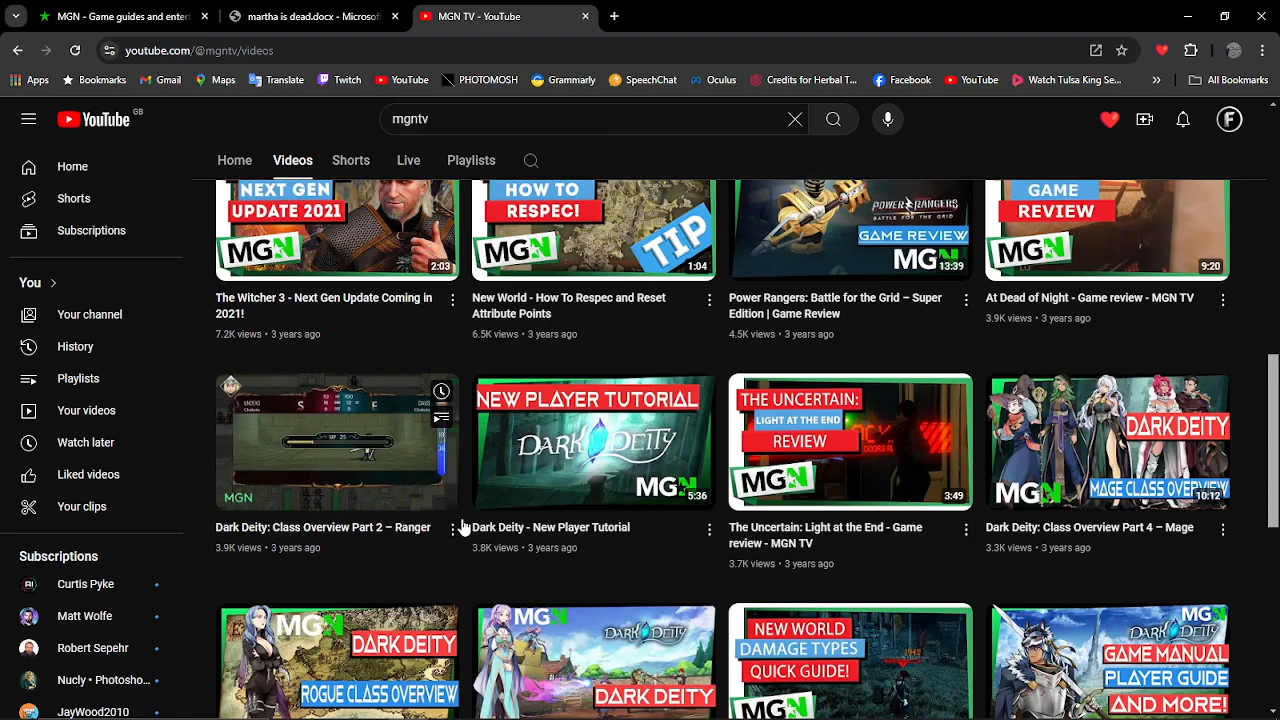 MGN - Game guides and enter
martha is dead.docx - Microsof
MGN TV - YouTube
youtube.com/@mgntv/videos
Apps
Bookmarks
Gmail
Maps
Translate
Twitch
YouTube
PHOTOMOSH
Grammarly
SpeechChat
Oculus
Credits for Herbal T...
Facebook
YouTube
Watch Tulsa King Se...
»
All Bookmarks
YouTube GB
mgntv
F
Home
Videos
Shorts
Live
Playlists
Home
Shorts
Subscriptions
You
Your channel
History
Playlists
Your videos
Watch later
Liked videos
Your clips
Subscriptions
Curtis Pyke
Matt Wolfe
Robert Sepehr
Nucly • Photosho...
JayWood2010
NEXT GEN
UPDATE 2021
MGN
2:03
The Witcher 3 - Next Gen Update Coming in
2021!
7.2K views • 3 years ago
HOW TO
RESPEC!
TIP
MGN
1:04
New World - How To Respec and Reset
Attribute Points
6.5K views • 3 years ago
POWER RANGERS
BATTLE FOR THE GRID
GAME REVIEW
MGN
13:39
Power Rangers: Battle for the Grid – Super
Edition | Game Review
4.5K views • 3 years ago
GAME
REVIEW
MGN
9:20
At Dead of Night - Game review - MGN TV
3.9K views • 3 years ago
MGN
Dark Deity: Class Overview Part 2 – Ranger
3.9K views • 3 years ago
NEW PLAYER TUTORIAL
DARK DEITY
MGN
5:36
Dark Deity - New Player Tutorial
3.8K views • 3 years ago
THE UNCERTAIN:
LIGHT AT THE END
REVIEW
MGN
3:49
The Uncertain: Light at the End - Game
review - MGN TV
3.7K views • 3 years ago
DARK DEITY
MAGE CLASS OVERVIEW
MGN
10:12
Dark Deity: Class Overview Part 4 – Mage
3.3K views • 3 years ago
MGN
DARK DEITY
ROGUE CLASS OVERVIEW
MGN
DARK DEITY
DARK DEITY
NEW WORLD
DAMAGE TYPES
QUICK GUIDE!
MGN
MGN
DARK DEITY
GAME MANUAL
PLAYER GUIDE
AND MORE!